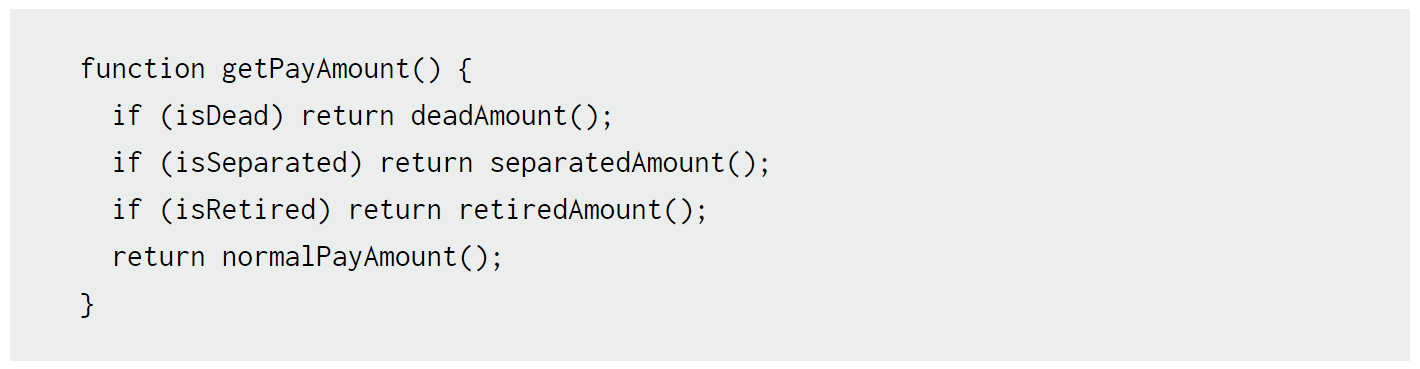 function getPayAmount() {
  if (isDead) return deadAmount();
  if (isSeparated) return separatedAmount();
  if (isRetired) return retiredAmount();
  return normalPayAmount();
}